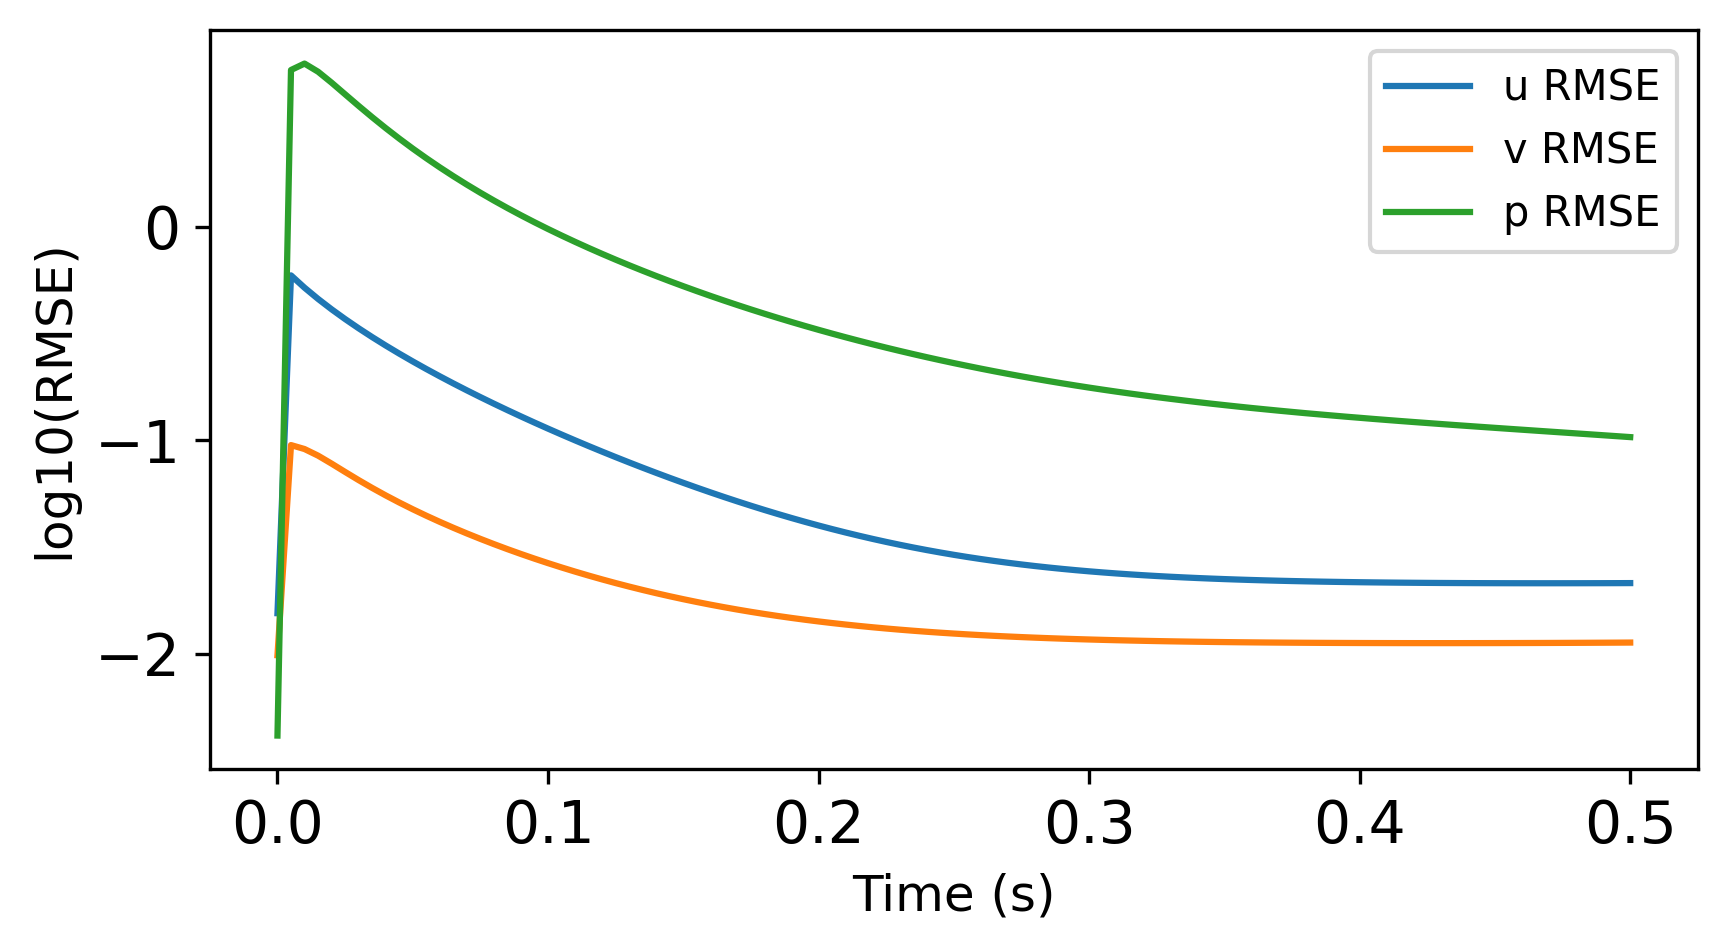 u RMSE
v RMSE
p RMSE
log10(RMSE)
0
−1
−2
0.0 0.1 0.2 0.3 0.4 0.5
Time (s)